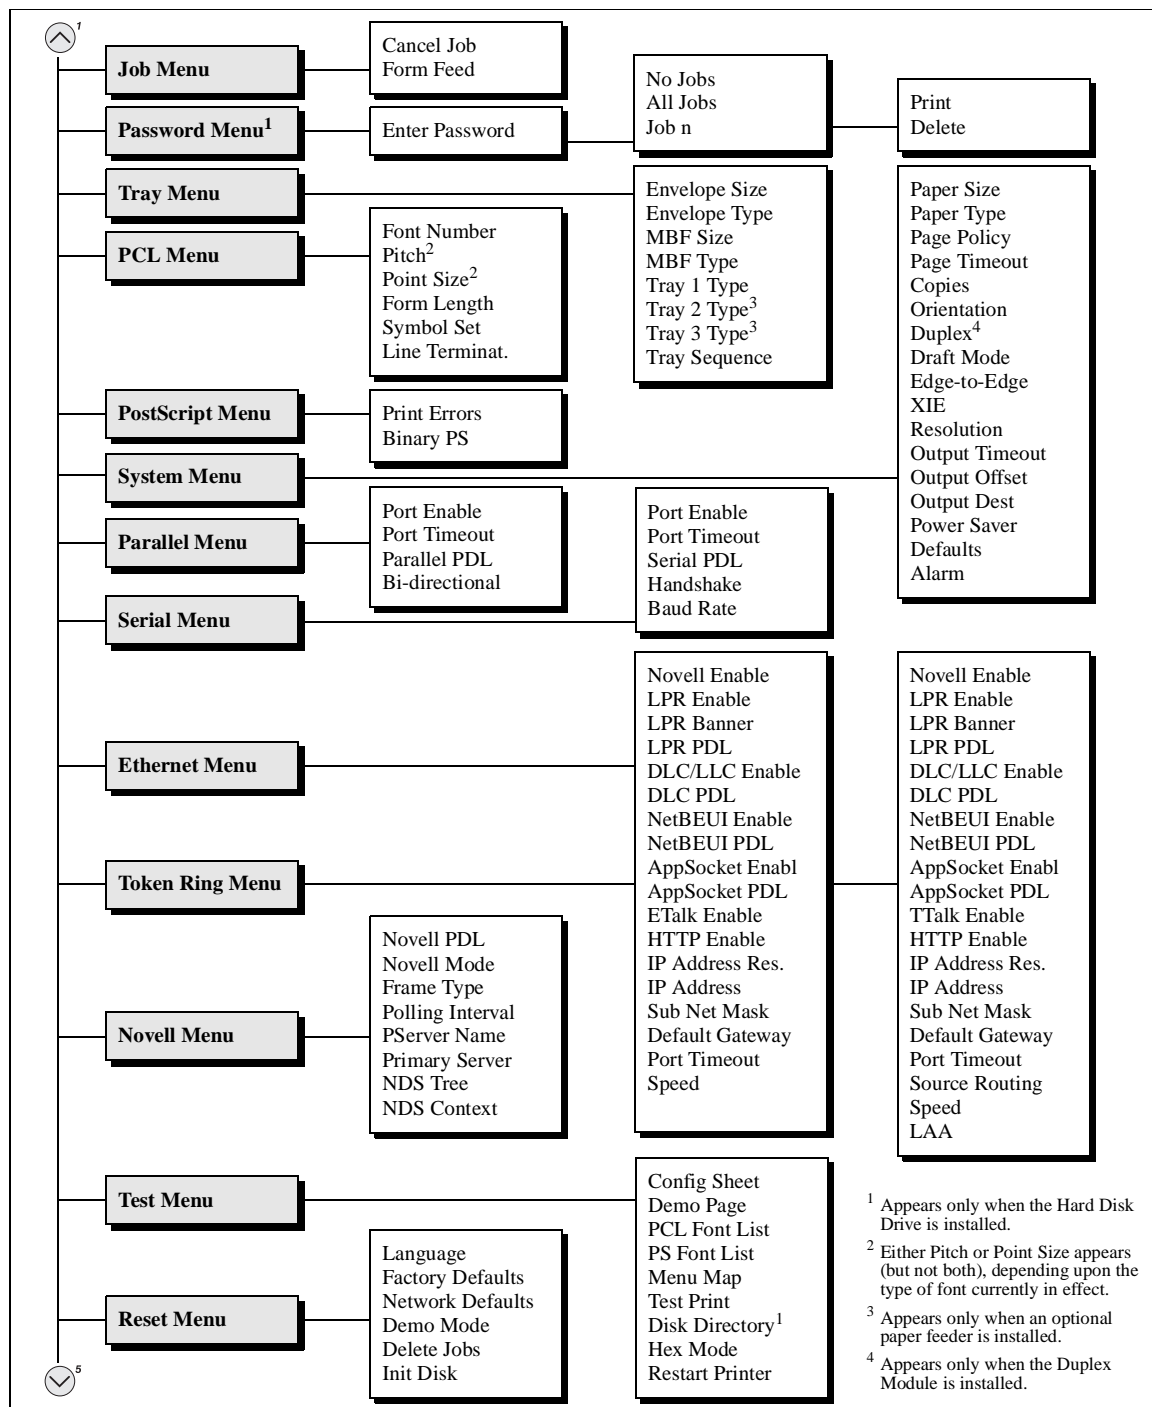 1
Job Menu
Cancel Job
Form Feed
Password Menu1
Enter Password
No Jobs
All Jobs
Job n
Print
Delete
Tray Menu
Envelope Size
Envelope Type
MBF Size
MBF Type
Tray 1 Type
Tray 2 Type3
Tray 3 Type3
Tray Sequence
PCL Menu
Font Number
Pitch2
Point Size2
Form Length
Symbol Set
Line Terminat.
PostScript Menu
Print Errors
Binary PS
System Menu
Paper Size
Paper Type
Page Policy
Page Timeout
Copies
Orientation
Duplex4
Draft Mode
Edge-to-Edge
XIE
Resolution
Output Timeout
Output Offset
Output Dest
Power Saver
Defaults
Alarm
Parallel Menu
Port Enable
Port Timeout
Parallel PDL
Bi-directional
Serial Menu
Port Enable
Port Timeout
Serial PDL
Handshake
Baud Rate
Ethernet Menu
Novell Enable
LPR Enable
LPR Banner
LPR PDL
DLC/LLC Enable
DLC PDL
NetBEUI Enable
NetBEUI PDL
AppSocket Enabl
AppSocket PDL
ETalk Enable
HTTP Enable
IP Address Res.
IP Address
Sub Net Mask
Default Gateway
Port Timeout
Speed
Token Ring Menu
Novell Enable
LPR Enable
LPR Banner
LPR PDL
DLC/LLC Enable
DLC PDL
NetBEUI Enable
NetBEUI PDL
AppSocket Enabl
AppSocket PDL
TTalk Enable
HTTP Enable
IP Address Res.
IP Address
Sub Net Mask
Default Gateway
Port Timeout
Source Routing
Speed
LAA
Novell Menu
Novell PDL
Novell Mode
Frame Type
Polling Interval
PServer Name
Primary Server
NDS Tree
NDS Context
Test Menu
Config Sheet
Demo Page
PCL Font List
PS Font List
Menu Map
Test Print
Disk Directory1
Hex Mode
Restart Printer
Reset Menu
Language
Factory Defaults
Network Defaults
Demo Mode
Delete Jobs
Init Disk
5
1 Appears only when the Hard Disk
Drive is installed.
2 Either Pitch or Point Size appears
(but not both), depending upon the
type of font currently in effect.
3 Appears only when an optional
paper feeder is installed.
4 Appears only when the Duplex
Module is installed.